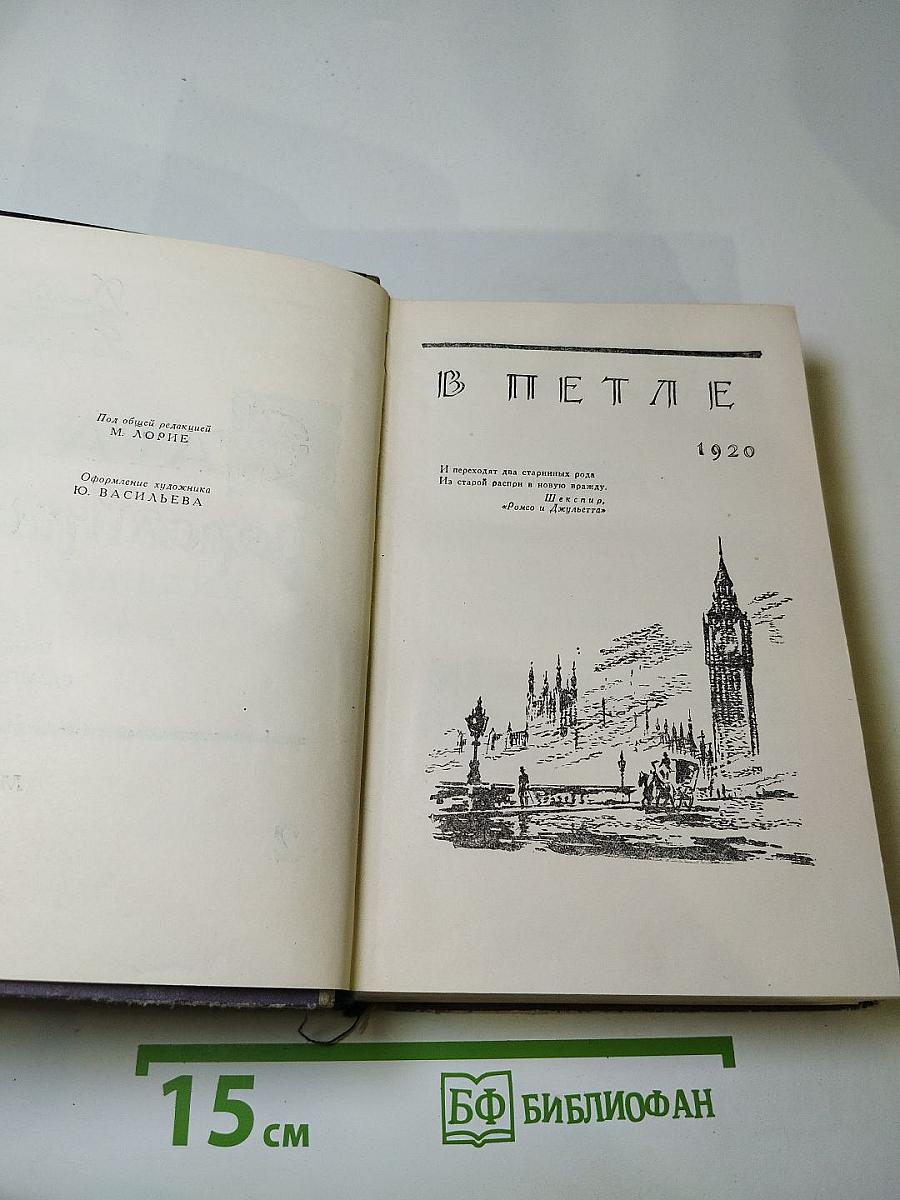 Под общей редакцией
М. ЛОРИЕ
Оформление художника
Ю. ВАСИЛЬЕВА
В ПЕТЛЕ
1920
И переходят два старинных рода
Из старой распри в новую вражду.
Шекспир,
«Ромео и Джульетта»
15 см
БФ БИБЛИОФАН